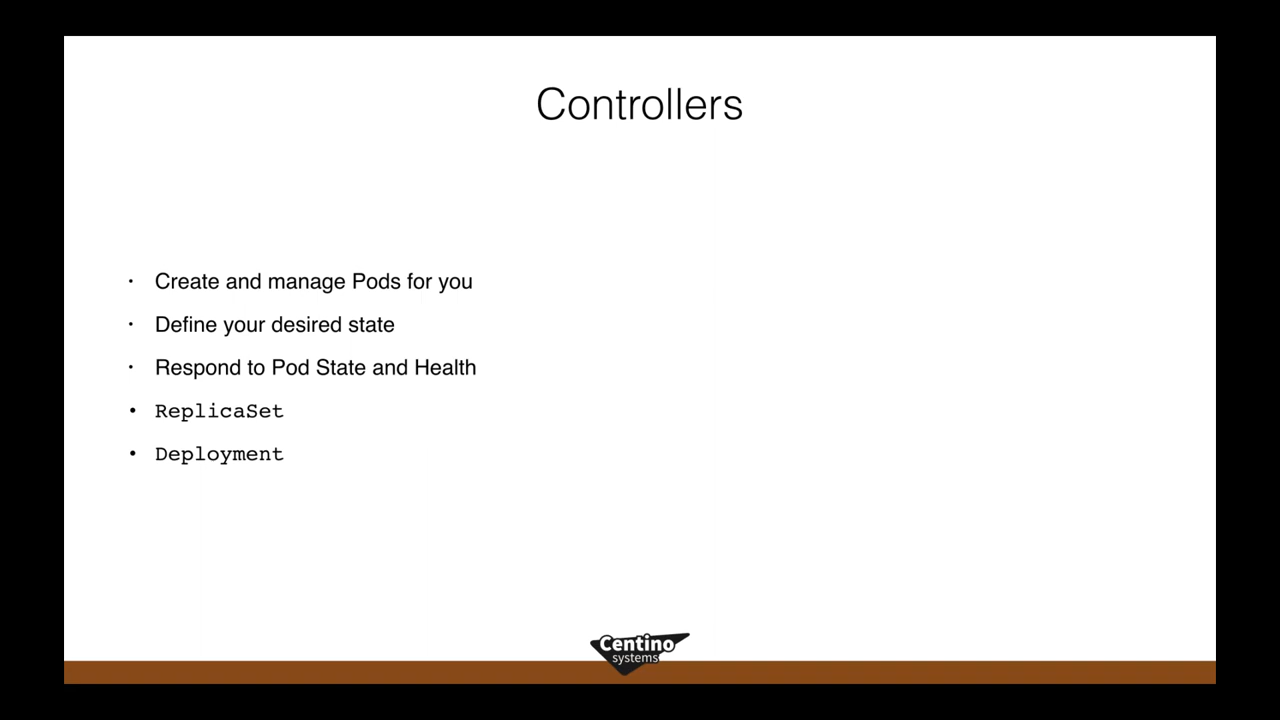 Controllers
• Create and manage Pods for you
• Define your desired state
• Respond to Pod State and Health
• ReplicaSet
• Deployment
Centino
systems